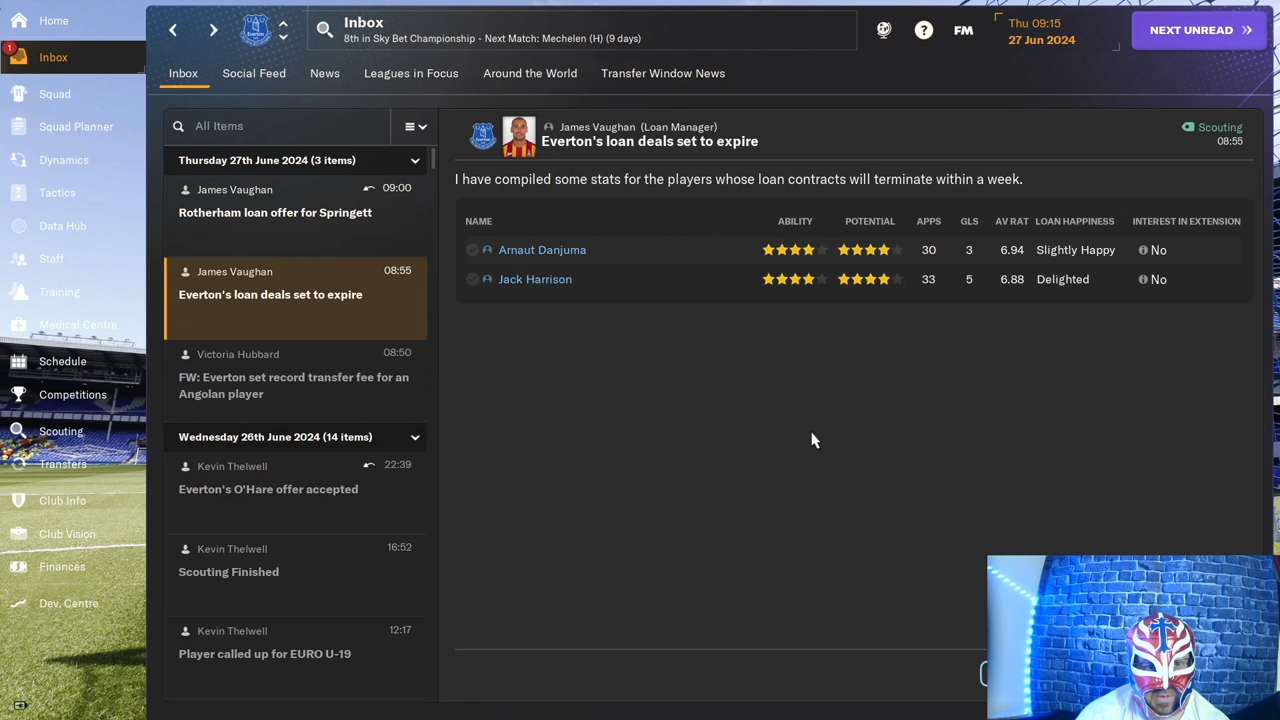 Home
1
Inbox
Squad
Squad Planner
Dynamics
Tactics
Data Hub
Staff
Training
Medical Centre
Schedule
Competitions
Scouting
Transfers
Club Info
Club Vision
Finances
Dev. Centre
Everton
Inbox
8th in Sky Bet Championship - Next Match: Mechelen (H) (9 days)
?
FM
Thu 09:15
27 Jun 2024
NEXT UNREAD
Inbox
Social Feed
News
Leagues in Focus
Around the World
Transfer Window News
All Items
Thursday 27th June 2024 (3 items)
James Vaughan 09:00
Rotherham loan offer for Springett
James Vaughan 08:55
Everton's loan deals set to expire
Victoria Hubbard 08:50
FW: Everton set record transfer fee for an
Angolan player
Wednesday 26th June 2024 (14 items)
Kevin Thelwell 22:39
Everton's O'Hare offer accepted
Kevin Thelwell 16:52
Scouting Finished
Kevin Thelwell 12:17
Player called up for EURO U-19
James Vaughan (Loan Manager)
Everton's loan deals set to expire
Scouting
08:55
I have compiled some stats for the players whose loan contracts will terminate within a week.
NAME ABILITY POTENTIAL APPS GLS AV RAT LOAN HAPPINESS INTEREST IN EXTENSION
Arnaut Danjuma 30 3 6.94 Slightly Happy No
Jack Harrison 33 5 6.88 Delighted No